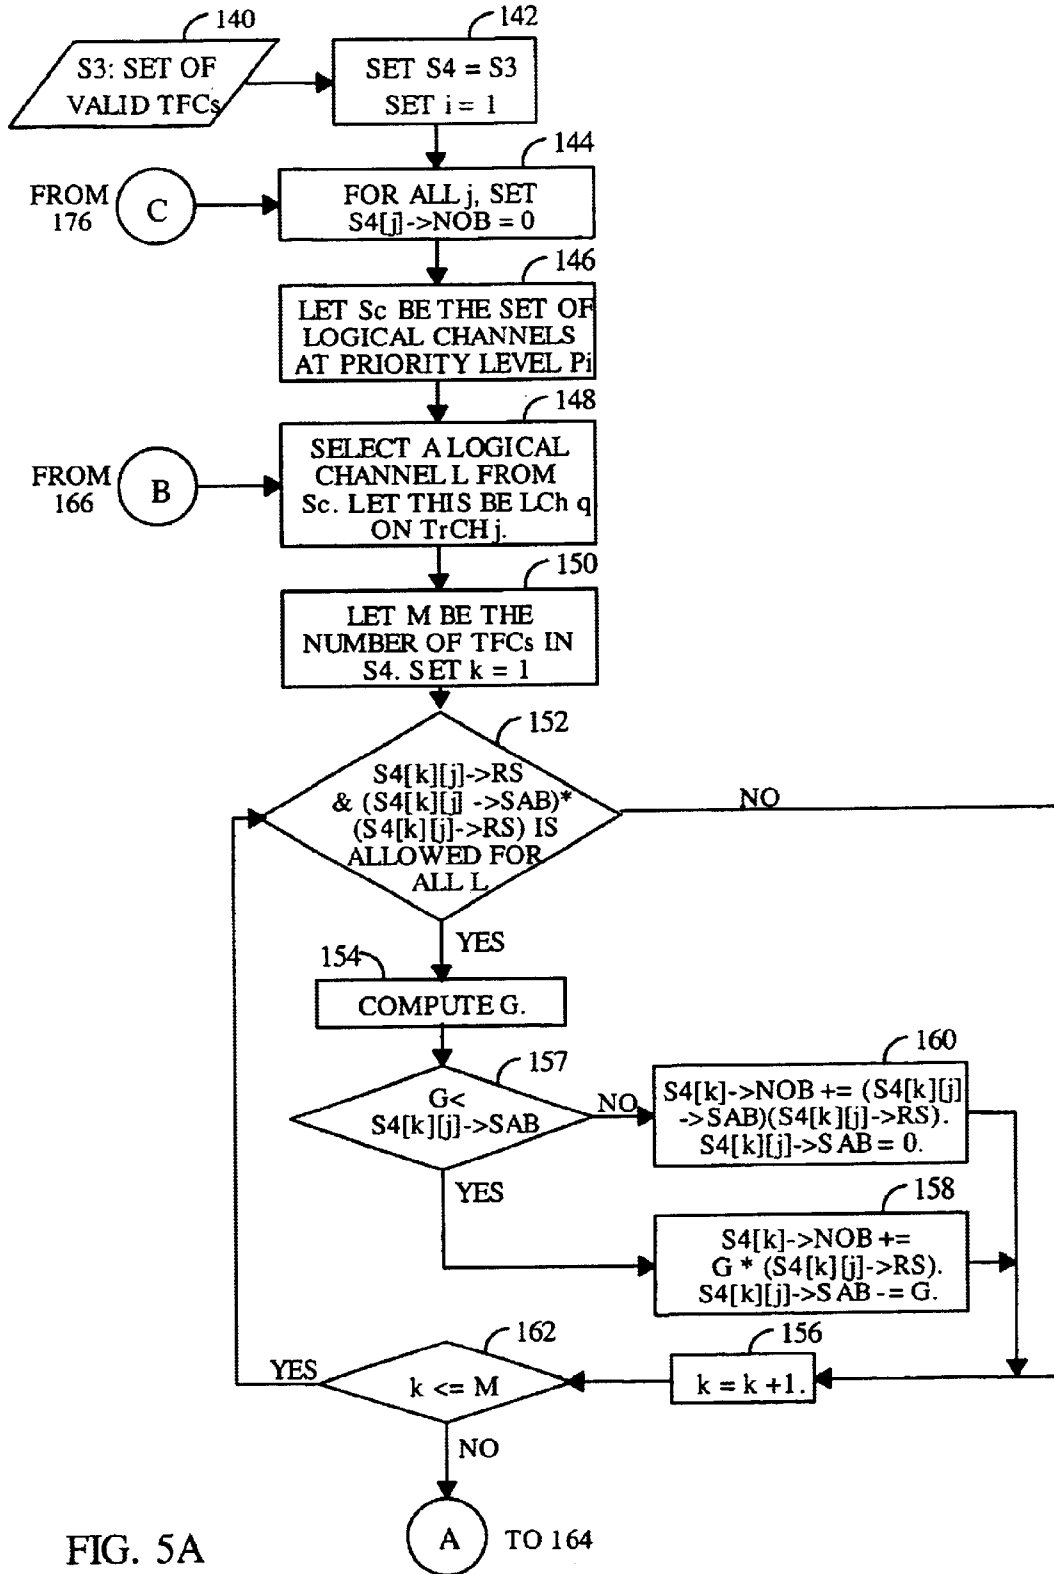 140
S3: SET OF
VALID TFCs
142
SET S4 = S3
SET i = 1
144
FROM
176
C
FOR ALL j, SET
S4[j]->NOB = 0
146
LET Sc BE THE SET OF
LOGICAL CHANNELS
AT PRIORITY LEVEL Pi
148
FROM
166
B
SELECT A LOGICAL
CHANNEL L FROM
Sc. LET THIS BE LCh q
ON TrCH j.
150
LET M BE THE
NUMBER OF TFCs IN
S4. SET k = 1
152
S4[k][j]->RS
& (S4[k][j] ->SAB)*
(S4[k][j]->RS) IS
ALLOWED FOR
ALL L
NO
YES
154
COMPUTE G.
157
G<
S4[k][j]->SAB
NO
160
S4[k]->NOB += (S4[k][j]
->SAB)(S4[k][j]->RS).
S4[k][j]->SAB = 0.
YES
158
S4[k]->NOB +=
G * (S4[k][j]->RS).
S4[k][j]->SAB -= G.
162
YES
k <= M
156
k = k +1.
NO
A
TO 164
FIG. 5A